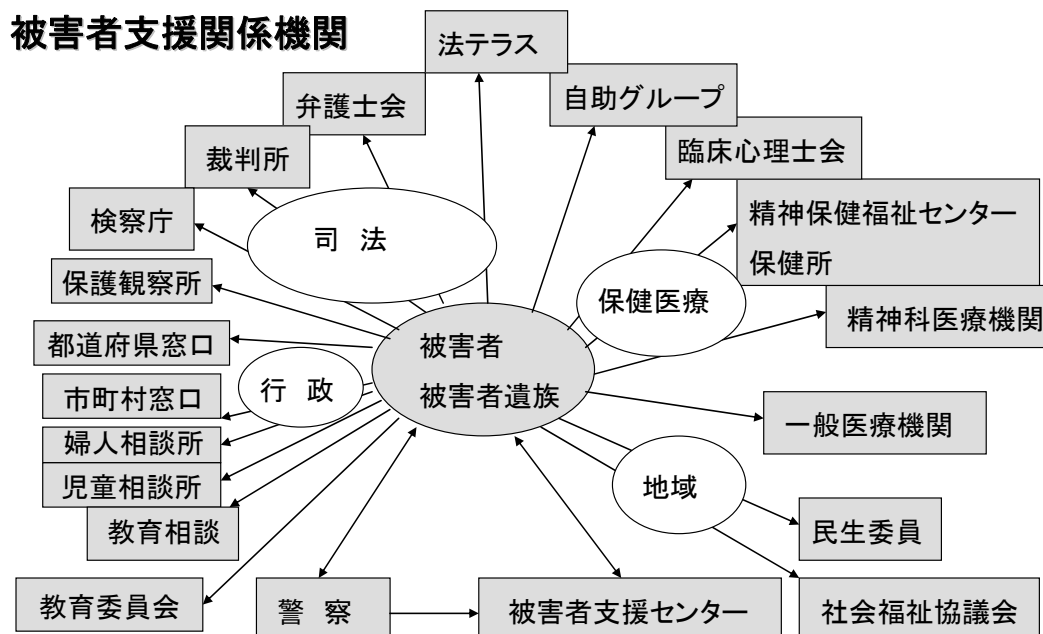 被害者支援関係機関
法テラス
弁護士会
自助グループ
裁判所
臨床心理士会
検察庁
司 法
精神保健福祉センター
保健所
保護観察所
保健医療
精神科医療機関
都道府県窓口
被害者
被害者遺族
行 政
市町村窓口
一般医療機関
婦人相談所
児童相談所
地域
教育相談
民生委員
教育委員会
警 察
被害者支援センター
社会福祉協議会